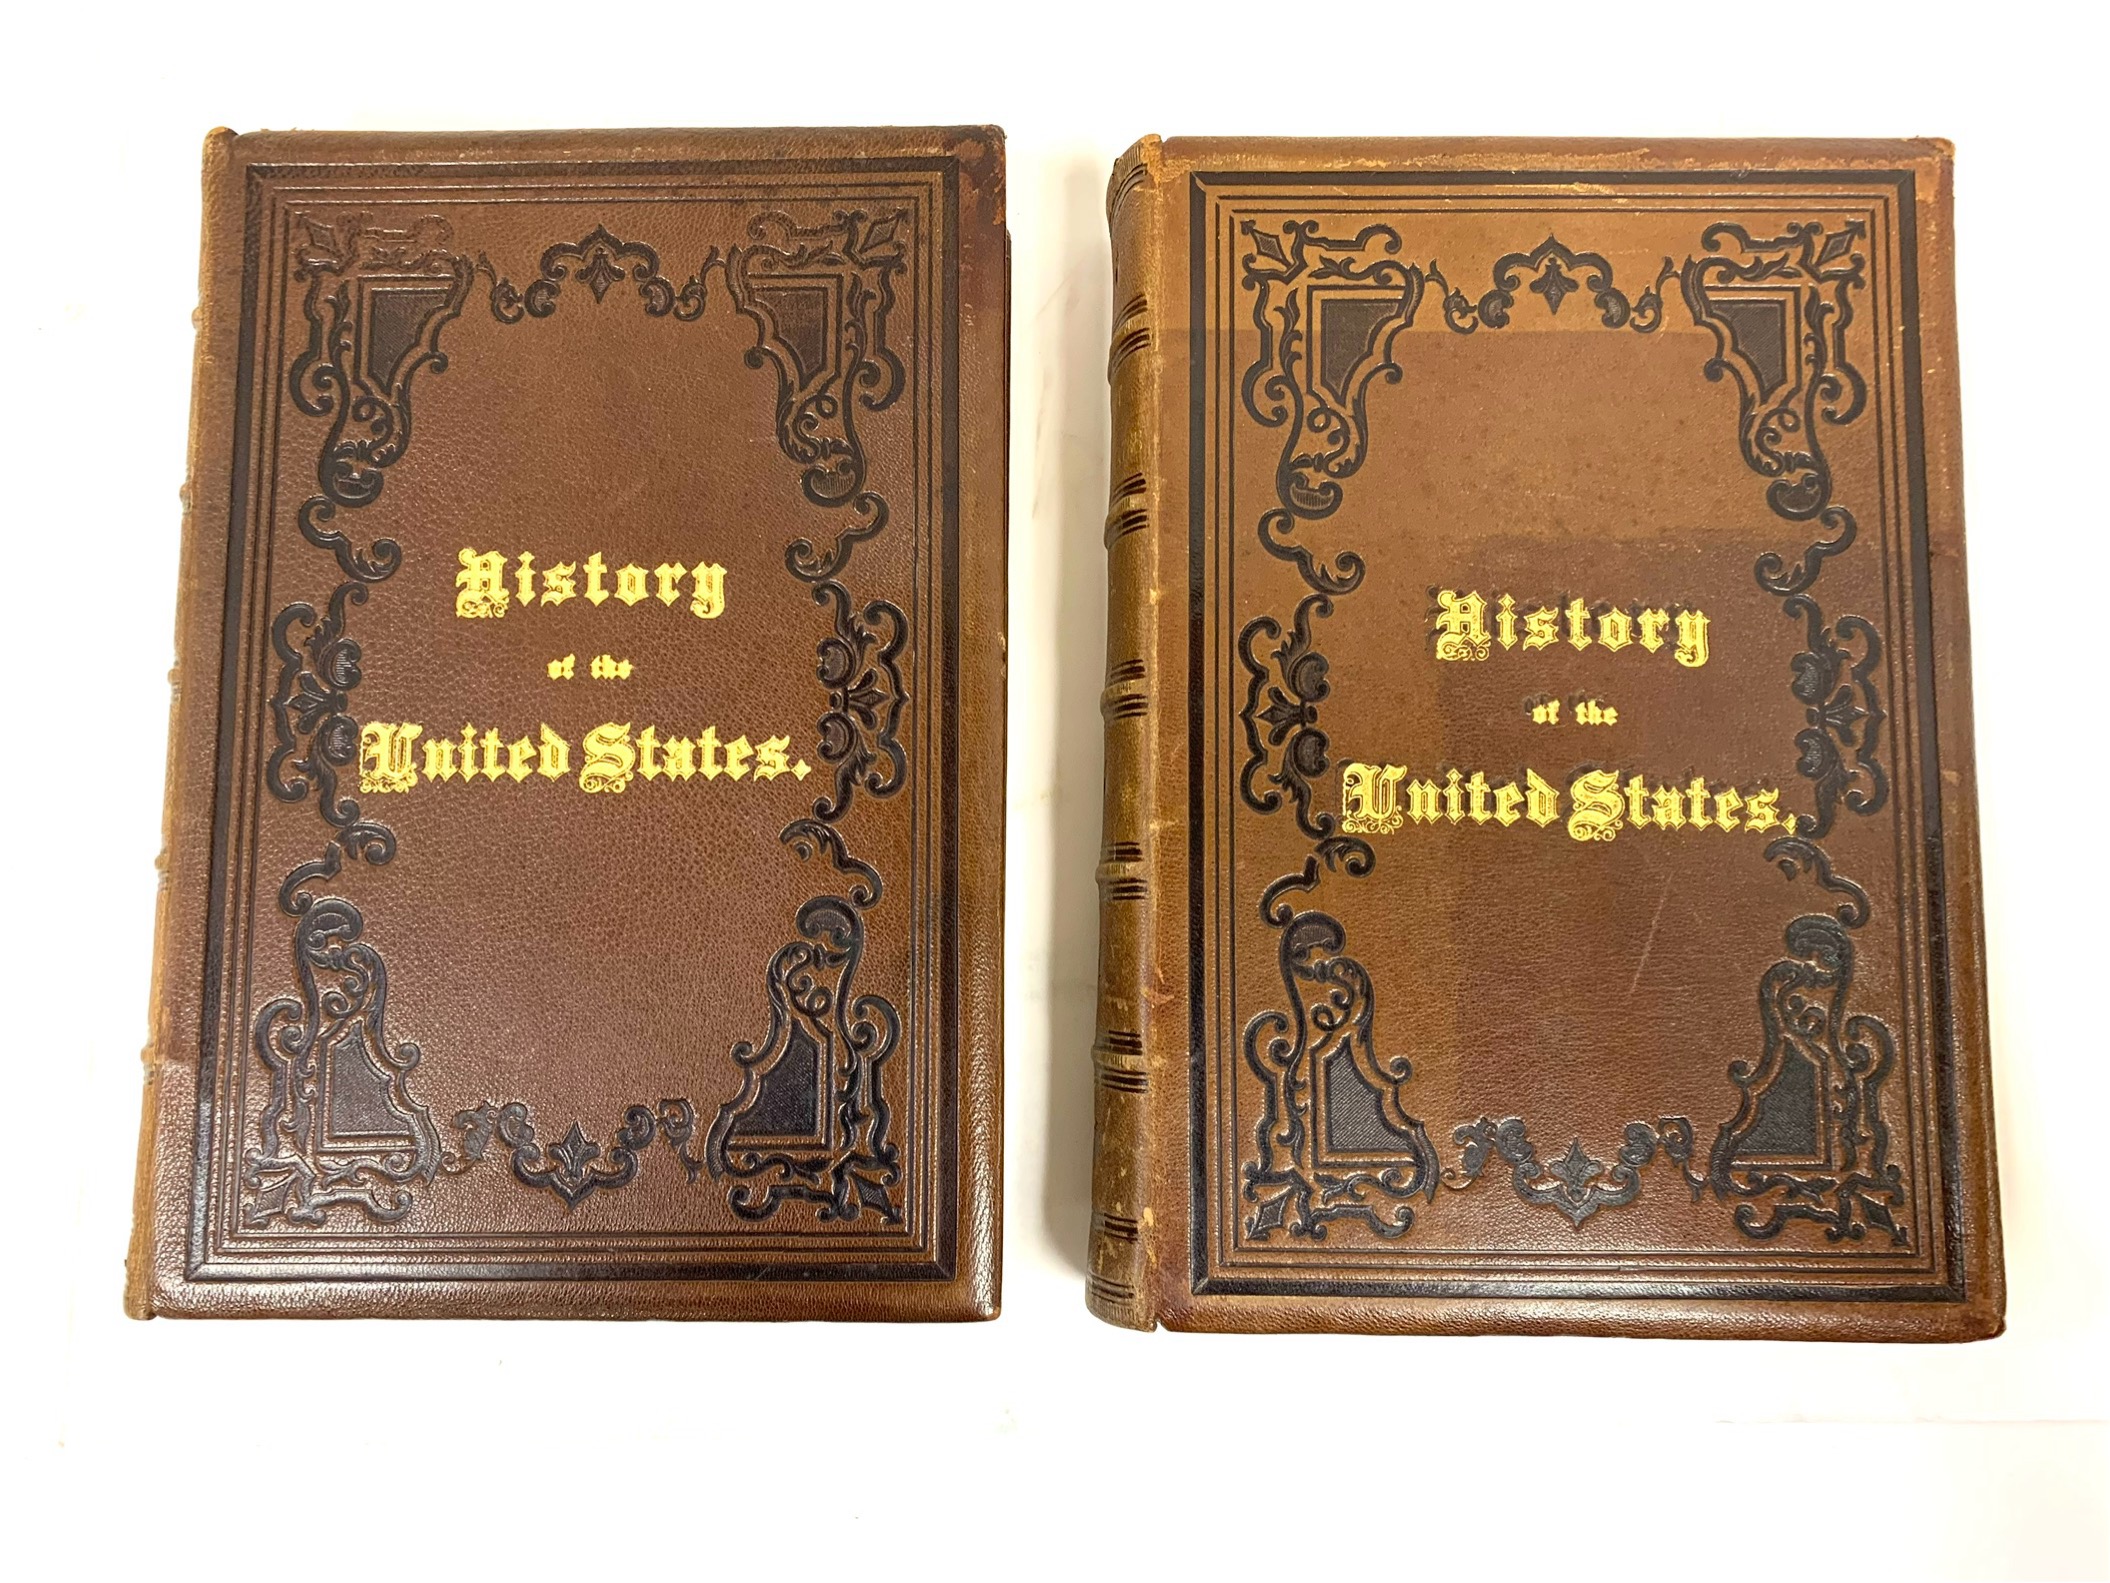 History
of the
United States.
History
of the
United States.